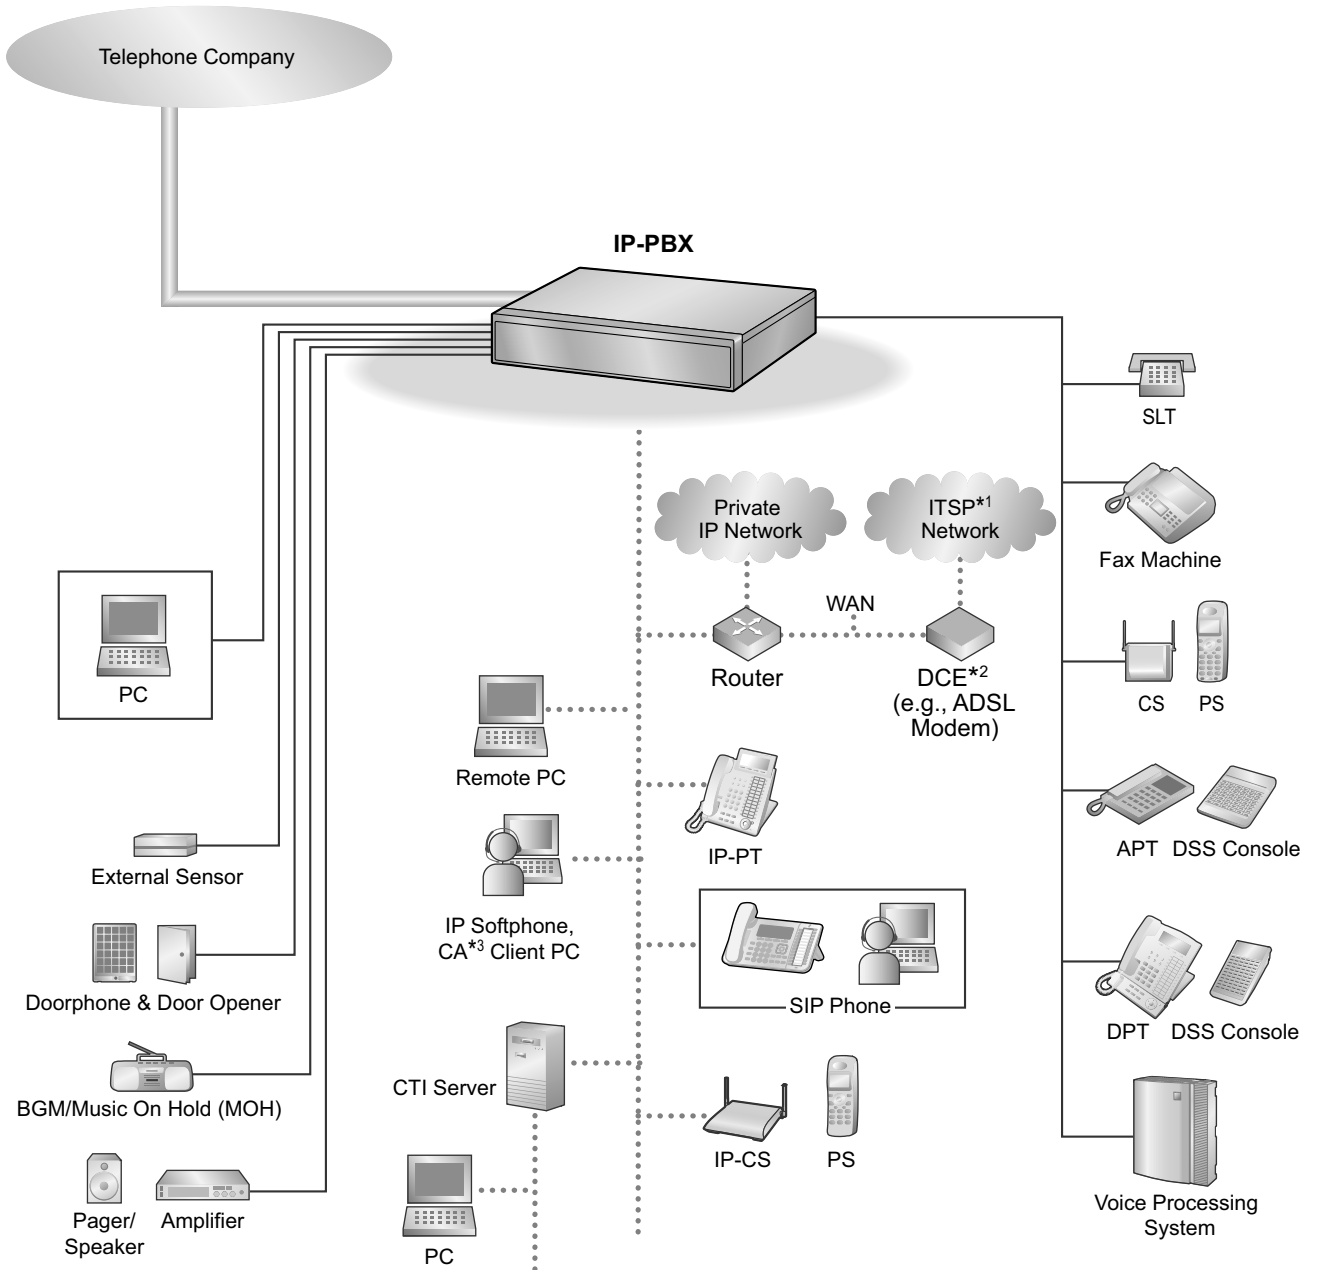 Telephone Company
IP-PBX
SLT
Private
IP Network
ITSP*1
Network
Fax Machine
WAN
Router
DCE*2
(e.g., ADSL
Modem)
CS
PS
PC
Remote PC
IP-PT
APT
DSS Console
External Sensor
IP Softphone,
CA*3 Client PC
SIP Phone
Doorphone & Door Opener
DPT
DSS Console
CTI Server
BGM/Music On Hold (MOH)
IP-CS
PS
Voice Processing
System
Pager/
Speaker
Amplifier
PC